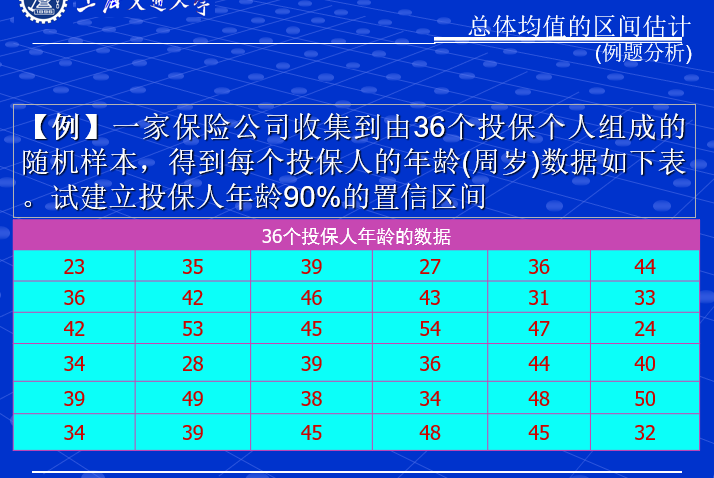 上海交通大学
总体均值的区间估计
(例题分析)
【例】一家保险公司收集到由36个投保个人组成的
随机样本，得到每个投保人的年龄(周岁)数据如下表
。试建立投保人年龄90%的置信区间
36个投保人年龄的数据
23 35 39 27 36 44
36 42 46 43 31 33
42 53 45 54 47 24
34 28 39 36 44 40
39 49 38 34 48 50
34 39 45 48 45 32